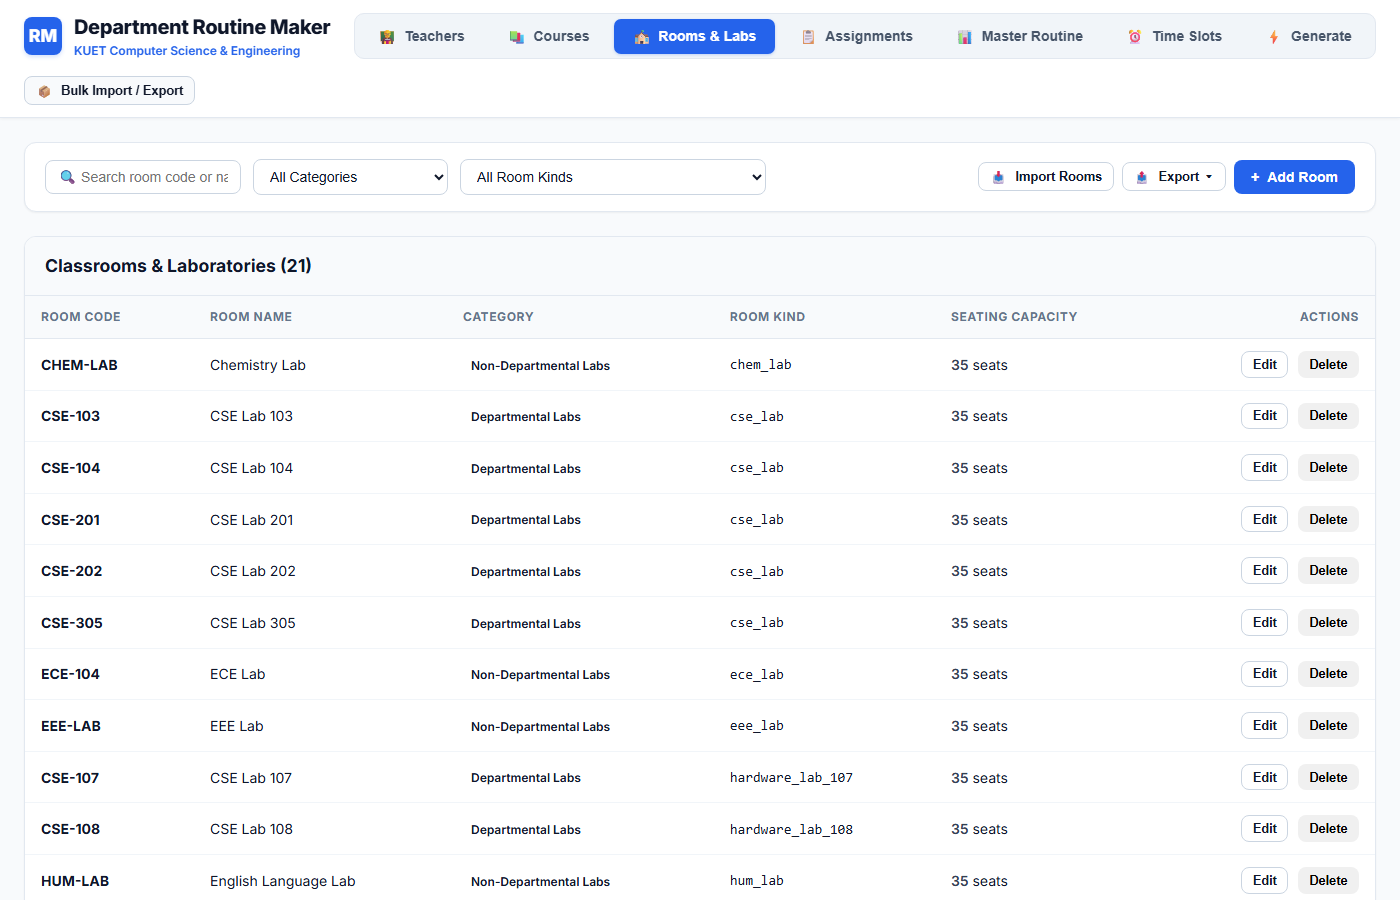 RM
Department Routine Maker
KUET Computer Science & Engineering
Teachers
Courses
Rooms & Labs
Assignments
Master Routine
Time Slots
Generate
Bulk Import / Export
Search room code or na
All Categories
All Room Kinds
Import Rooms
Export
+ Add Room
Classrooms & Laboratories (21)
ROOM CODE ROOM NAME CATEGORY ROOM KIND SEATING CAPACITY ACTIONS
CHEM-LAB Chemistry Lab Non-Departmental Labs chem_lab 35 seats Edit Delete
CSE-103 CSE Lab 103 Departmental Labs cse_lab 35 seats Edit Delete
CSE-104 CSE Lab 104 Departmental Labs cse_lab 35 seats Edit Delete
CSE-201 CSE Lab 201 Departmental Labs cse_lab 35 seats Edit Delete
CSE-202 CSE Lab 202 Departmental Labs cse_lab 35 seats Edit Delete
CSE-305 CSE Lab 305 Departmental Labs cse_lab 35 seats Edit Delete
ECE-104 ECE Lab Non-Departmental Labs ece_lab 35 seats Edit Delete
EEE-LAB EEE Lab Non-Departmental Labs eee_lab 35 seats Edit Delete
CSE-107 CSE Lab 107 Departmental Labs hardware_lab_107 35 seats Edit Delete
CSE-108 CSE Lab 108 Departmental Labs hardware_lab_108 35 seats Edit Delete
HUM-LAB English Language Lab Non-Departmental Labs hum_lab 35 seats Edit Delete